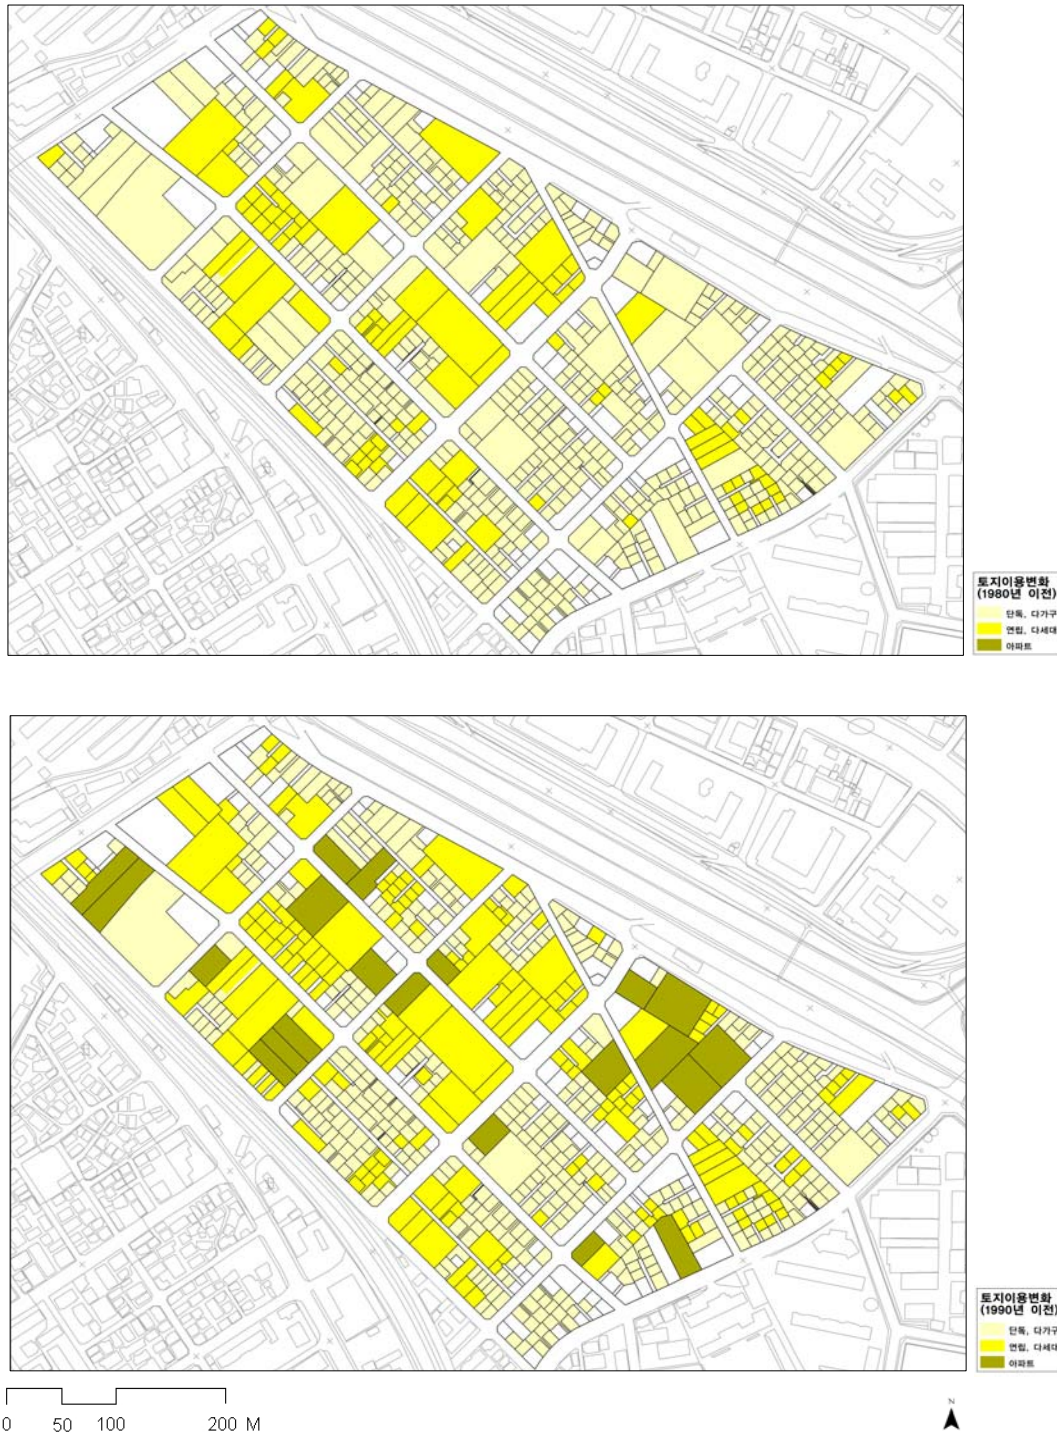 토지이용변화
(1980년 이전)
단독, 다가구
연립, 다세대
아파트
토지이용변화
(1990년 이전)
단독, 다가구
연립, 다세대
아파트
0 50 100 200 M
N